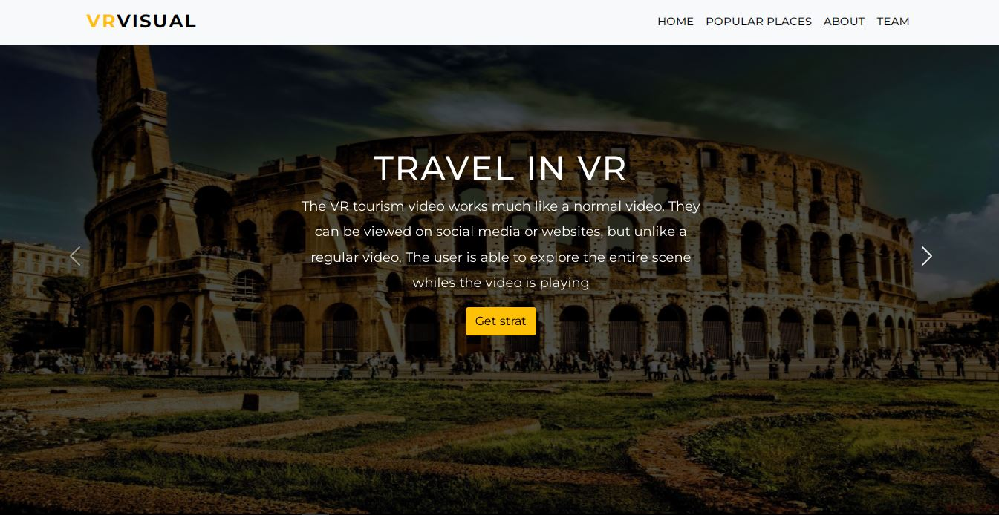 VRVISUAL
HOME POPULAR PLACES ABOUT TEAM
TRAVEL IN VR
The VR tourism video works much like a normal video. They
can be viewed on social media or websites, but unlike a
regular video, The user is able to explore the entire scene
whiles the video is playing
Get strat